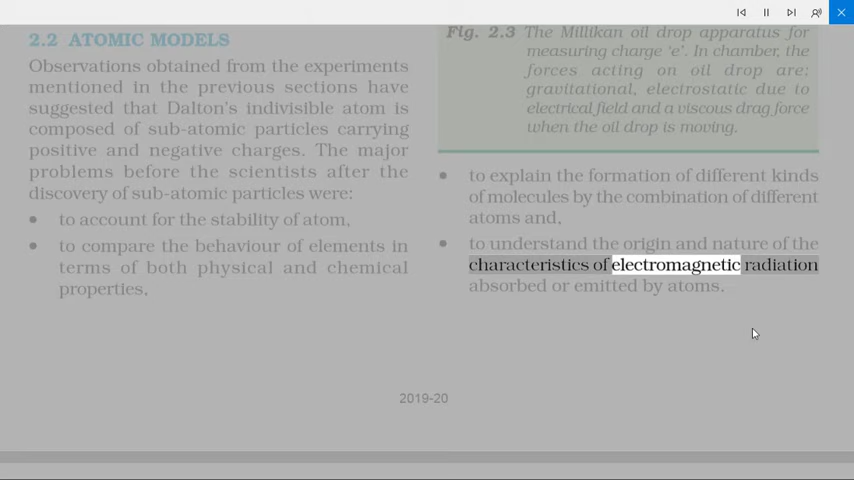 2.2 ATOMIC MODELS
Observations obtained from the experiments
mentioned in the previous sections have
suggested that Dalton's indivisible atom is
composed of sub-atomic particles carrying
positive and negative charges. The major
problems before the scientists after the
discovery of sub-atomic particles were:
• to account for the stability of atom,
• to compare the behaviour of elements in
terms of both physical and chemical
properties,
Fig. 2.3 The Millikan oil drop apparatus for
measuring charge 'e'. In chamber, the
forces acting on oil drop are;
gravitational, electrostatic due to
electrical field and a viscous drag force
when the oil drop is moving.
• to explain the formation of different kinds
of molecules by the combination of different
atoms and,
• to understand the origin and nature of the
characteristics of electromagnetic radiation
absorbed or emitted by atoms.
2019-20